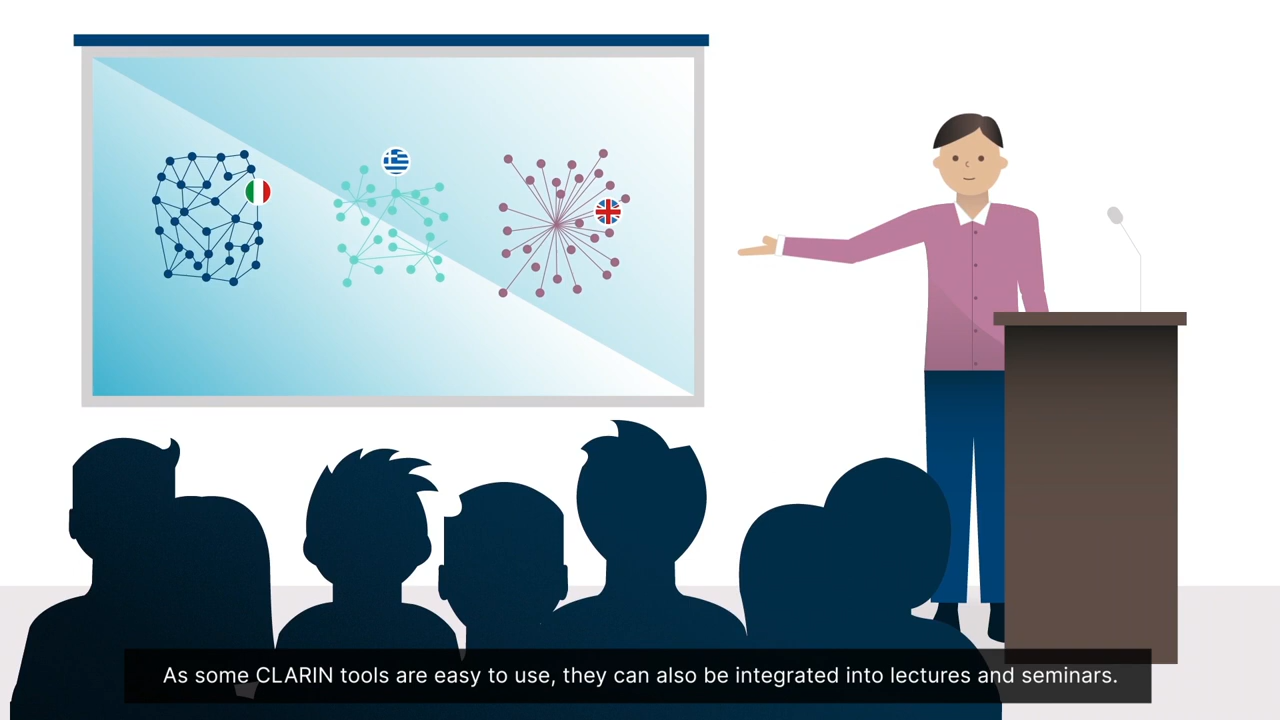 As some CLARIN tools are easy to use, they can also be integrated into lectures and seminars.